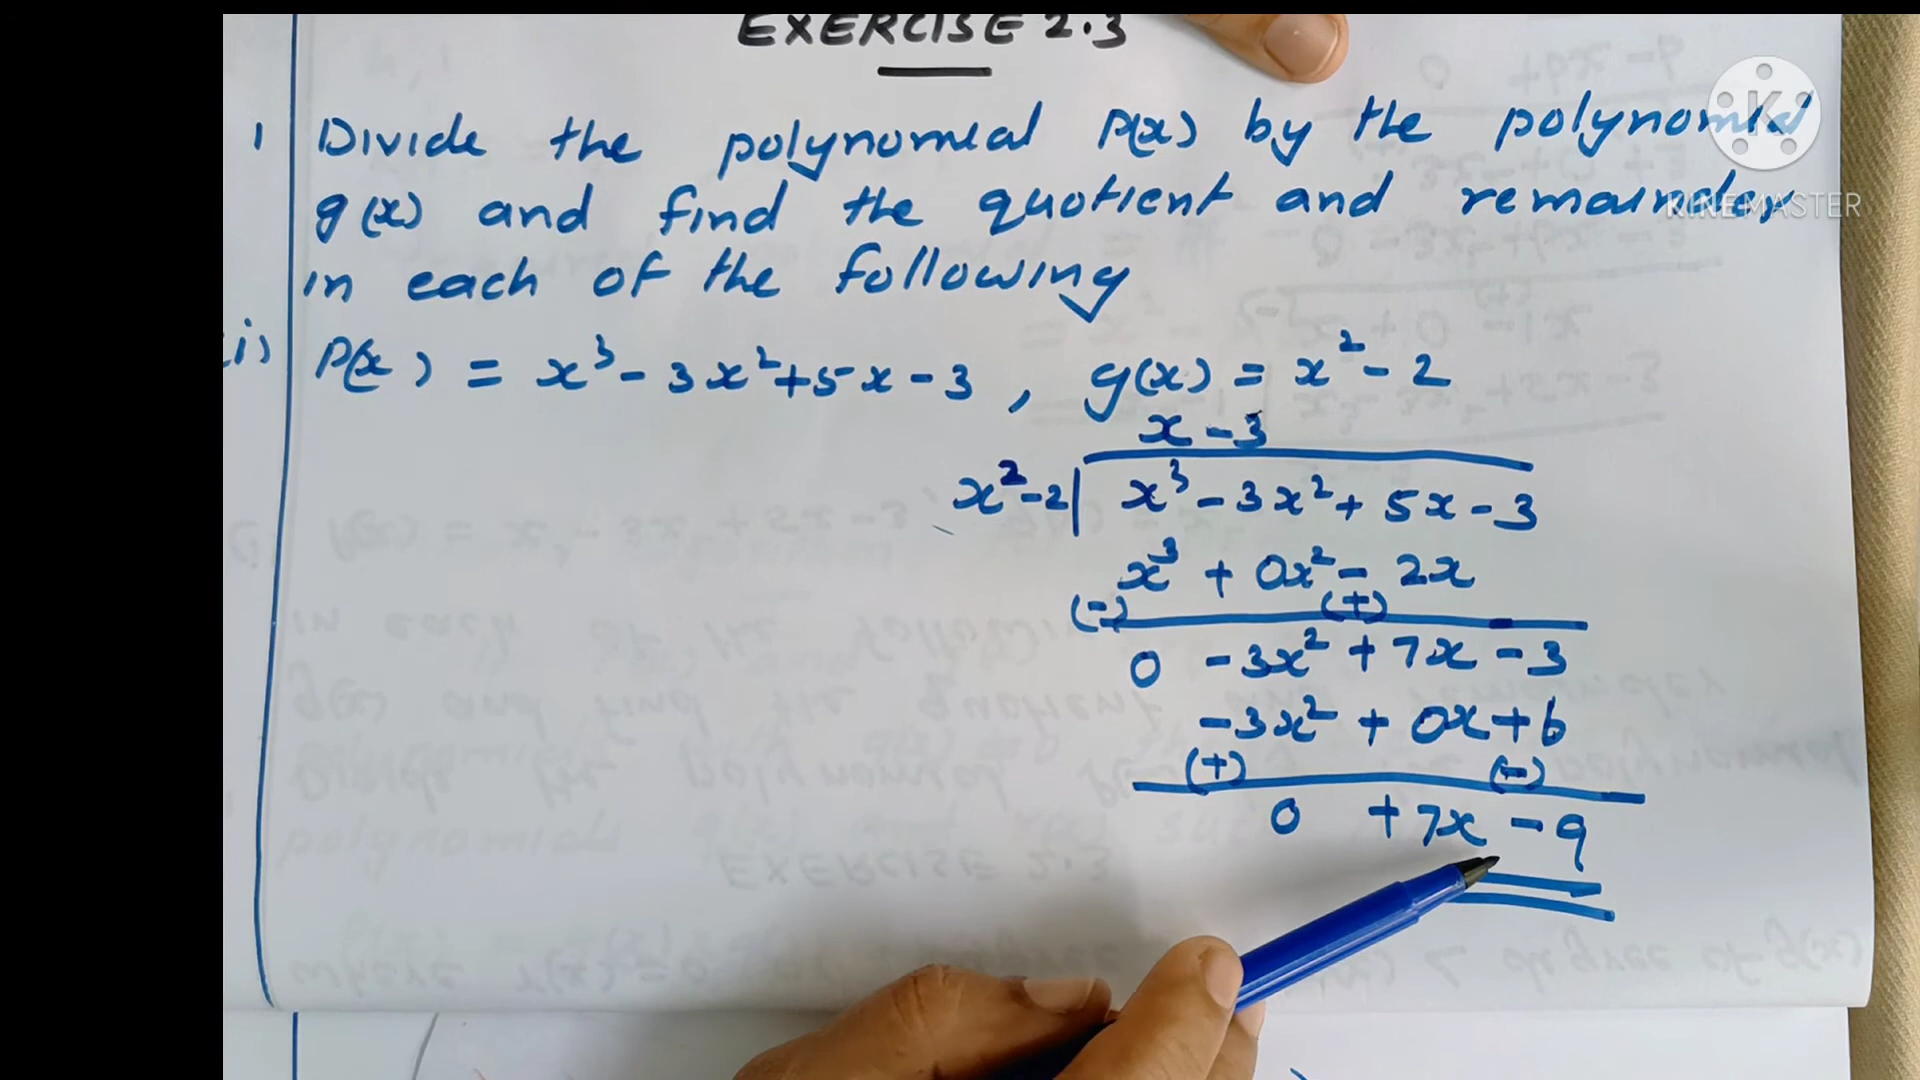 EXERCISE 2.3
1 Divide the polynomial P(x) by the polynomial
g(x) and find the quotient and remainder
in each of the following
i) P(x) = x³ - 3x² + 5x - 3 , g(x) = x² - 2
x - 3
x² - 2 | x³ - 3x² + 5x - 3
x³ + 0x² - 2x
(-) (+)
0 - 3x² + 7x - 3
- 3x² + 0x + 6
(+) (-)
0 + 7x - 9
K
KINEMASTER